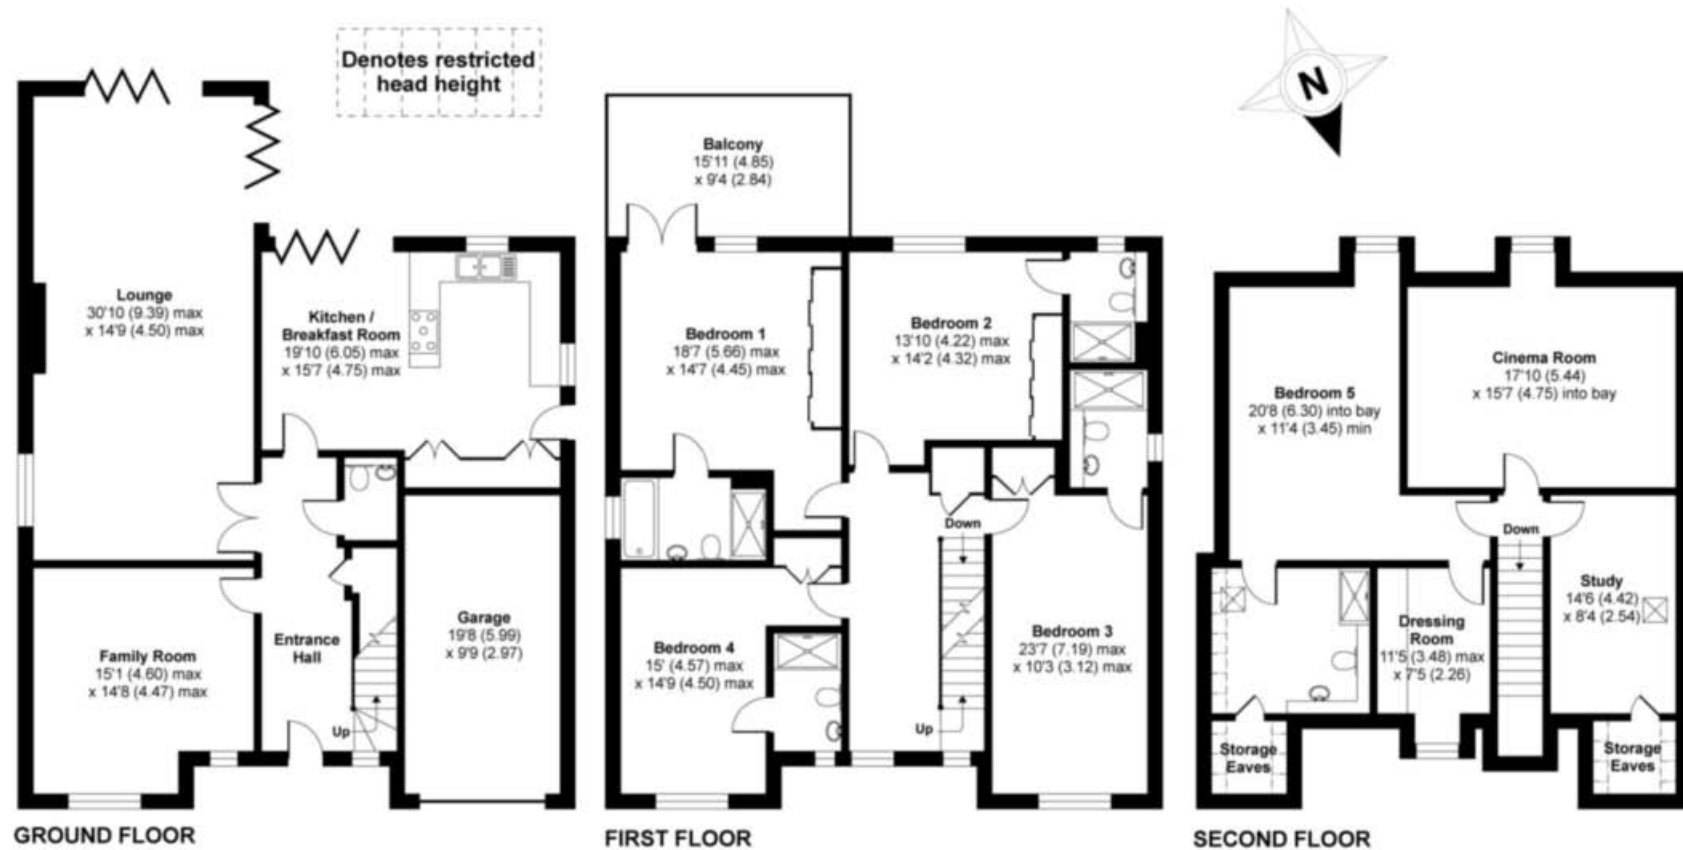 Denotes restricted
head height
N
Lounge
30'10 (9.39) max
x 14'9 (4.50) max
Kitchen /
Breakfast Room
19'10 (6.05) max
x 15'7 (4.75) max
Family Room
15'1 (4.60) max
x 14'8 (4.47) max
Entrance
Hall
Up
Garage
19'8 (5.99)
x 9'9 (2.97)
GROUND FLOOR
Balcony
15'11 (4.85)
x 9'4 (2.84)
Bedroom 1
18'7 (5.66) max
x 14'7 (4.45) max
Bedroom 2
13'10 (4.22) max
x 14'2 (4.32) max
Down
Bedroom 4
15' (4.57) max
x 14'9 (4.50) max
Bedroom 3
23'7 (7.19) max
x 10'3 (3.12) max
Up
FIRST FLOOR
Cinema Room
17'10 (5.44)
x 15'7 (4.75) into bay
Bedroom 5
20'8 (6.30) into bay
x 11'4 (3.45) min
Down
Study
14'6 (4.42)
x 8'4 (2.54)
Dressing
Room
11'5 (3.48) max
x 7'5 (2.26)
Storage
Eaves
Storage
Eaves
SECOND FLOOR